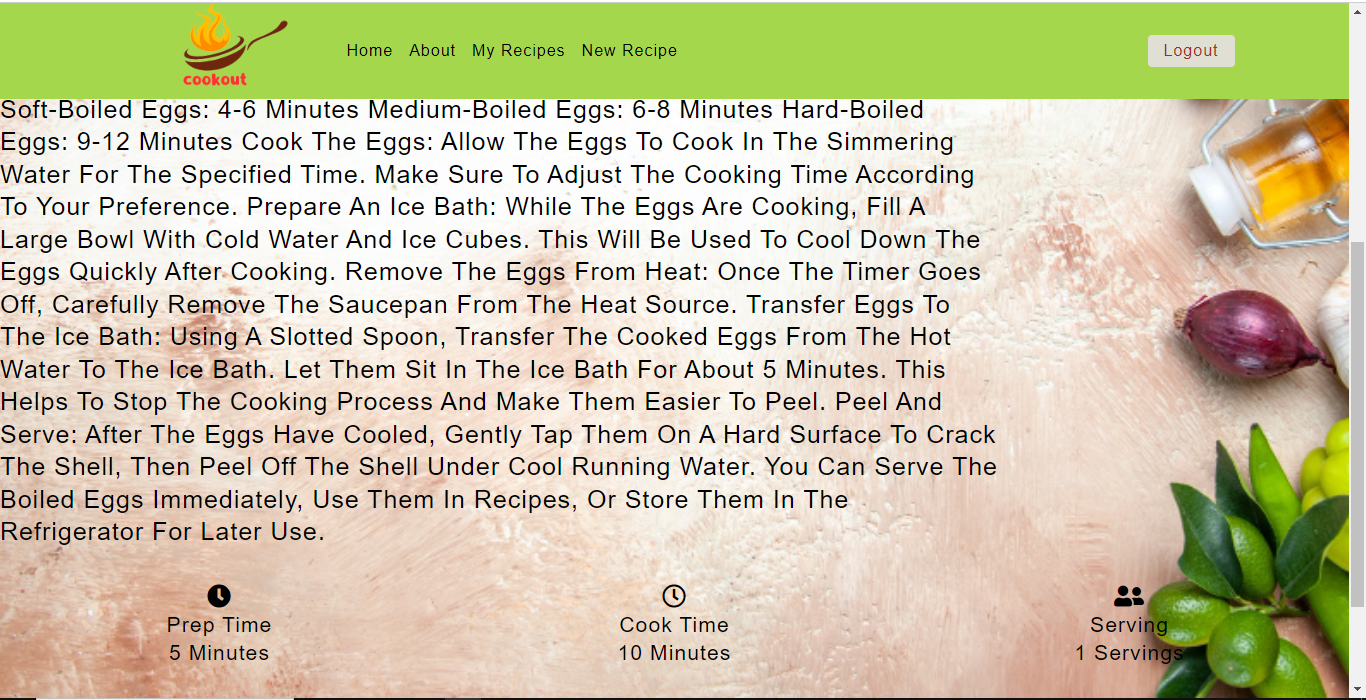 cookout
Home About My Recipes New Recipe
Logout
Soft-Boiled Eggs: 4-6 Minutes Medium-Boiled Eggs: 6-8 Minutes Hard-Boiled
Eggs: 9-12 Minutes Cook The Eggs: Allow The Eggs To Cook In The Simmering
Water For The Specified Time. Make Sure To Adjust The Cooking Time According
To Your Preference. Prepare An Ice Bath: While The Eggs Are Cooking, Fill A
Large Bowl With Cold Water And Ice Cubes. This Will Be Used To Cool Down The
Eggs Quickly After Cooking. Remove The Eggs From Heat: Once The Timer Goes
Off, Carefully Remove The Saucepan From The Heat Source. Transfer Eggs To
The Ice Bath: Using A Slotted Spoon, Transfer The Cooked Eggs From The Hot
Water To The Ice Bath. Let Them Sit In The Ice Bath For About 5 Minutes. This
Helps To Stop The Cooking Process And Make Them Easier To Peel. Peel And
Serve: After The Eggs Have Cooled, Gently Tap Them On A Hard Surface To Crack
The Shell, Then Peel Off The Shell Under Cool Running Water. You Can Serve The
Boiled Eggs Immediately, Use Them In Recipes, Or Store Them In The
Refrigerator For Later Use.
Prep Time
5 Minutes
Cook Time
10 Minutes
Serving
1 Servings